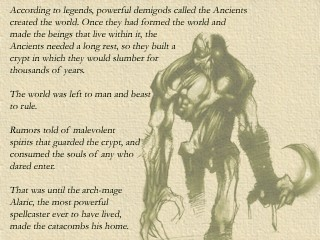 According to legends, powerful demigods called the Ancients
created the world. Once they had formed the world and
made the beings that live within it, the
Ancients needed a long rest, so they built a
crypt in which they would slumber for
thousands of years.
The world was left to man and beast
to rule.
Rumors told of malevolent
spirits that guarded the crypt, and
consumed the souls of any who
dared enter.
That was until the arch-mage
Alaric, the most powerful
spellcaster ever to have lived,
made the catacombs his home.